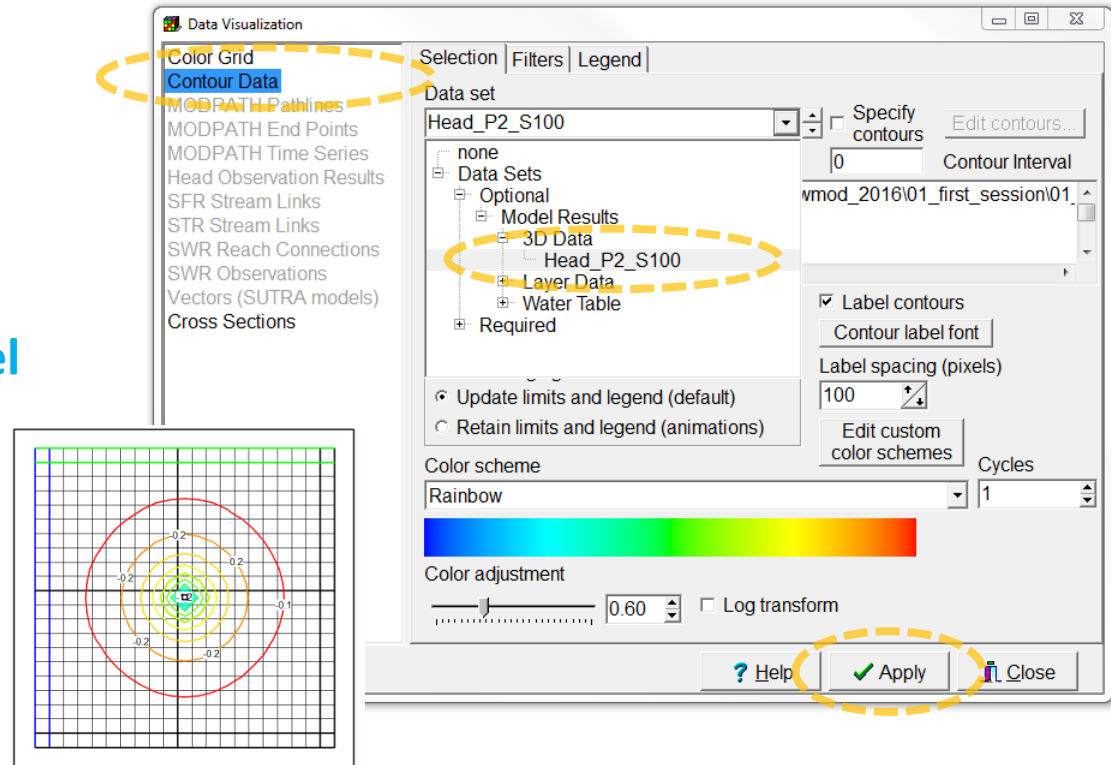 Data Visualization
Color Grid
Contour Data
MODPATH Pathlines
MODPATH End Points
MODPATH Time Series
Head Observation Results
SFR Stream Links
STR Stream Links
SWR Reach Connections
SWR Observations
Vectors (SUTRA models)
Cross Sections
Selection Filters Legend
Data set
Head_P2_S100
Specify contours
Edit contours...
0 Contour Interval
none
Data Sets
Optional
Model Results
3D Data
Head_P2_S100
Layer Data
Water Table
Required
wmod_2016\01_first_session\01_
Label contours
Contour label font
Label spacing (pixels)
100
Update limits and legend (default)
Retain limits and legend (animations)
Edit custom
color schemes
Color scheme
Cycles
Rainbow
1
Color adjustment
0.60
Log transform
? Help
Apply
Close
el
-0.2
-0.2
-0.2
-0.1
-0.2
-0.2